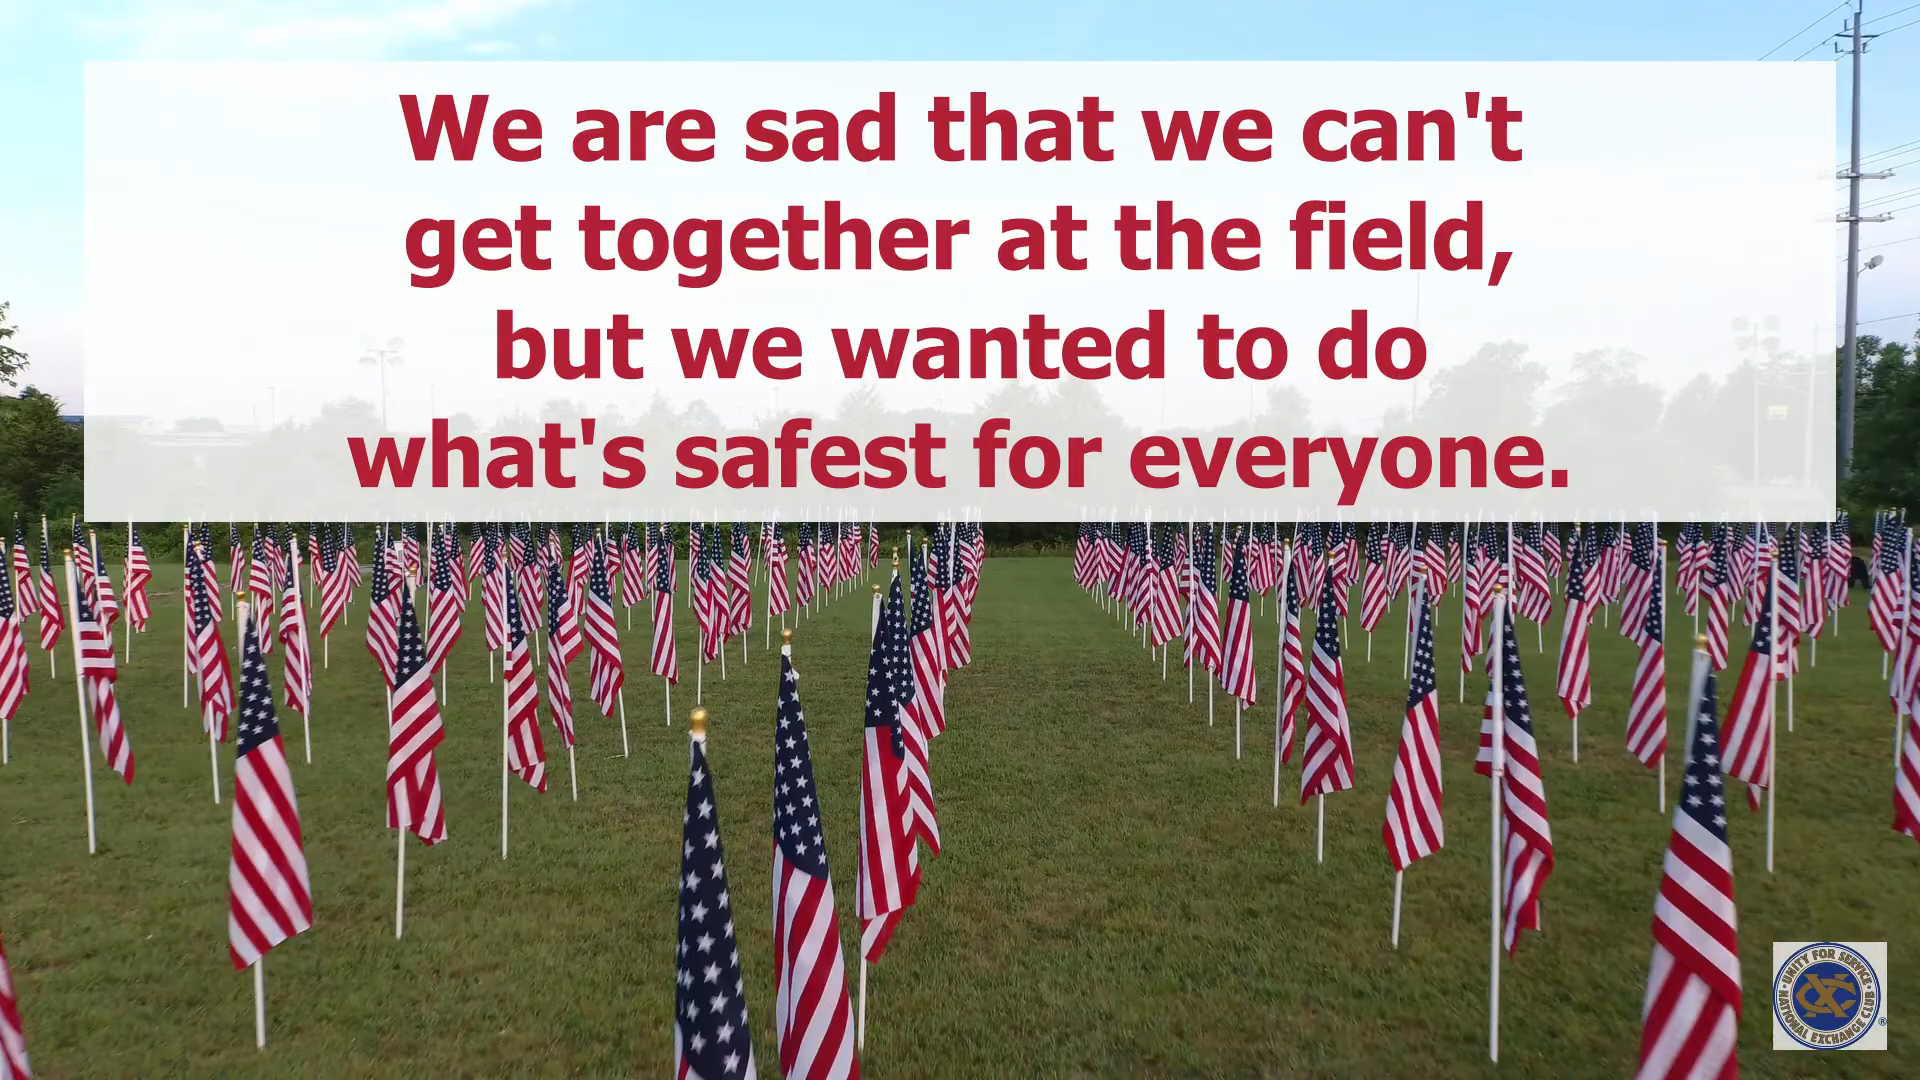 We are sad that we can't
get together at the field,
but we wanted to do
what's safest for everyone.
UNITY FOR SERVICE
NATIONAL EXCHANGE CLUB
XC
®